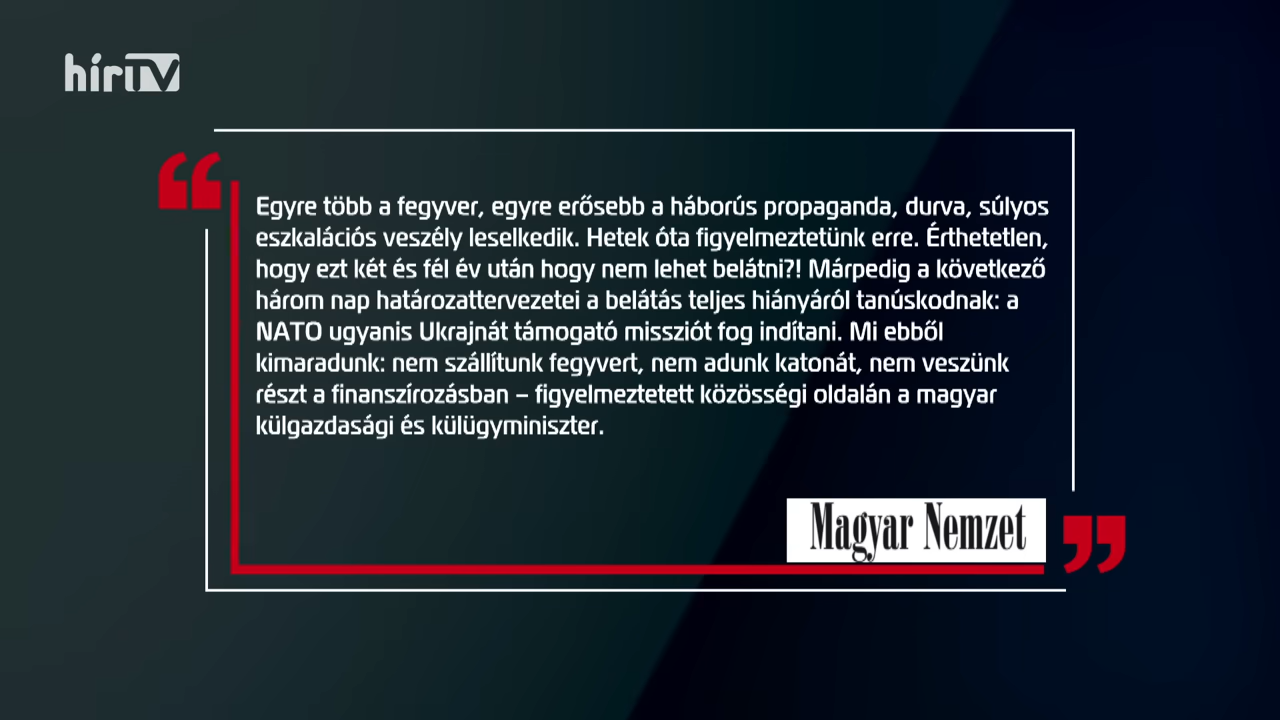 hírTV
Egyre több a fegyver, egyre erősebb a háborús propaganda, durva, súlyos
eszkalációs veszély leselkedik. Hetek óta figyelmeztetünk erre. Érthetetlen,
hogy ezt két és fél év után hogy nem lehet belátni?! Márpedig a következő
három nap határozattervezetei a belátás teljes hiányáról tanúskodnak: a
NATO ugyanis Ukrajnát támogató missziót fog indítani. Mi ebből
kimaradunk: nem szállítunk fegyvert, nem adunk katonát, nem veszünk
részt a finanszírozásban – figyelmeztetett közösségi oldalán a magyar
külgazdasági és külügyminiszter.
Magyar Nemzet